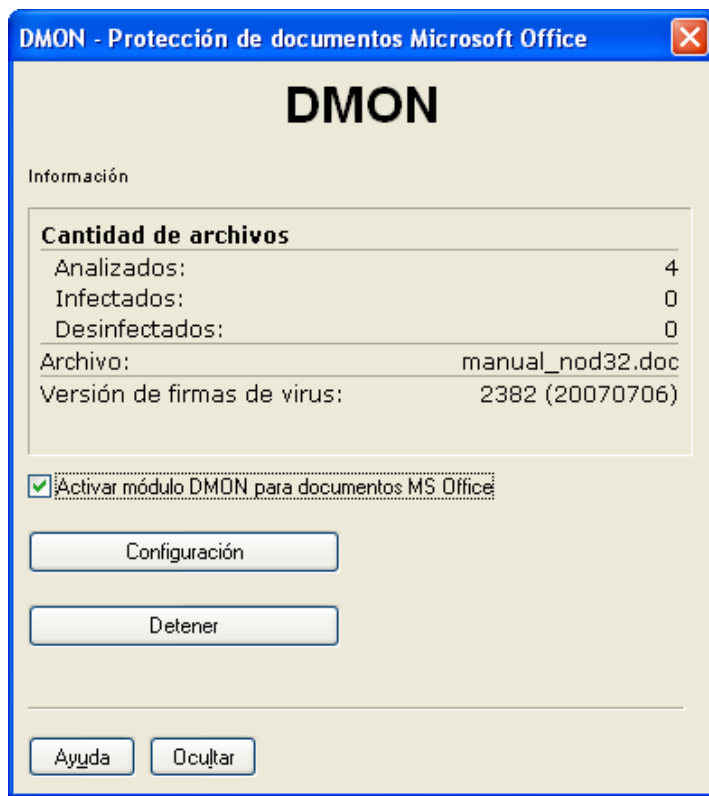 DMON - Protección de documentos Microsoft Office
DMON
Información
Cantidad de archivos
Analizados: 4
Infectados: 0
Desinfectados: 0
Archivo: manual_nod32.doc
Versión de firmas de virus: 2382 (20070706)
Activar módulo DMON para documentos MS Office
Configuración
Detener
Ayuda Ocultar